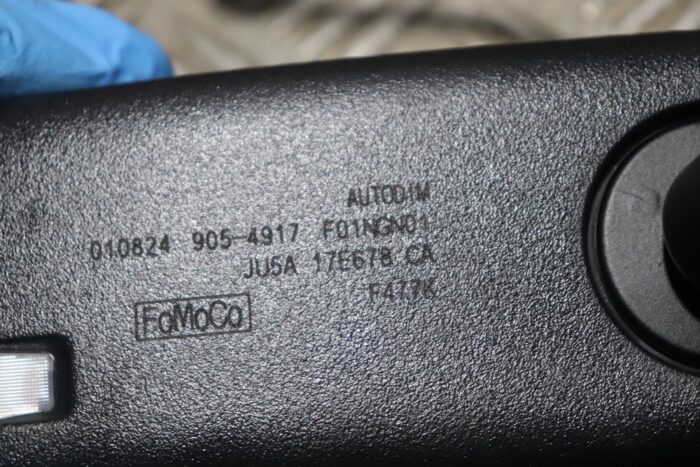 AUTODIM
010824 905-4917 F01NGN01
JU5A 17E678 CA
F477K
FoMoCo